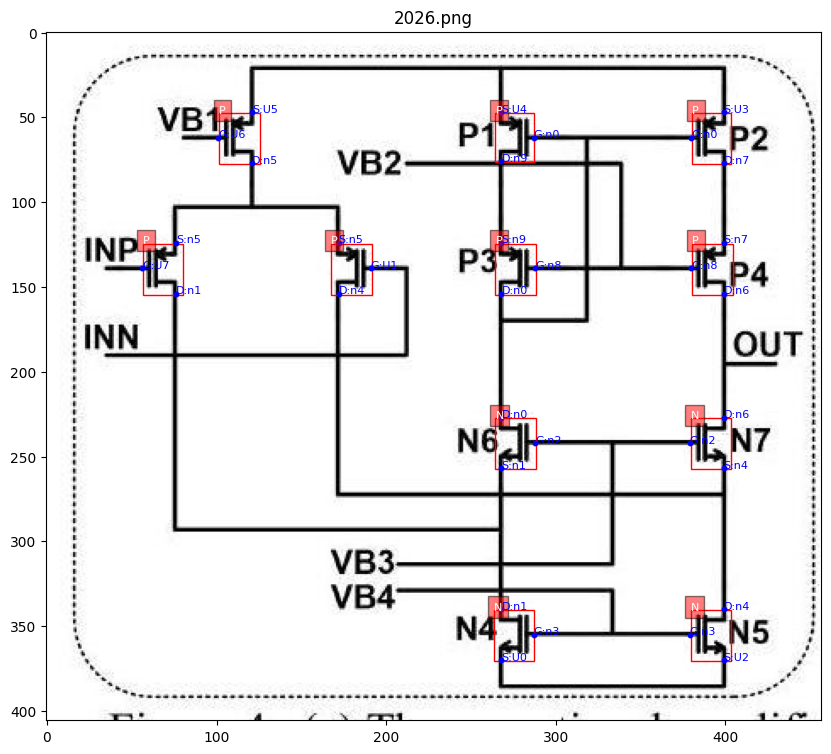 2026.png
P S:U5
VB1 G:U6
D:n5
P S:U4
P1 G:n0
D:n9
P S:U3
G:n0 P2
D:n7
VB2
P S:n5
INP G:U7
D:n1
P S:n5
G:U1
D:n4
P S:n9
P3 G:n8
D:n0
P S:n7
G:n8 P4
D:n6
INN
OUT
N D:n0
N6 G:n2
S:n1
N D:n6
G:n2 N7
S:n4
VB3
VB4
N D:n1
N4 G:n3
S:U0
N D:n4
G:n3 N5
S:U2
0
50
100
150
200
250
300
350
400
0 100 200 300 400